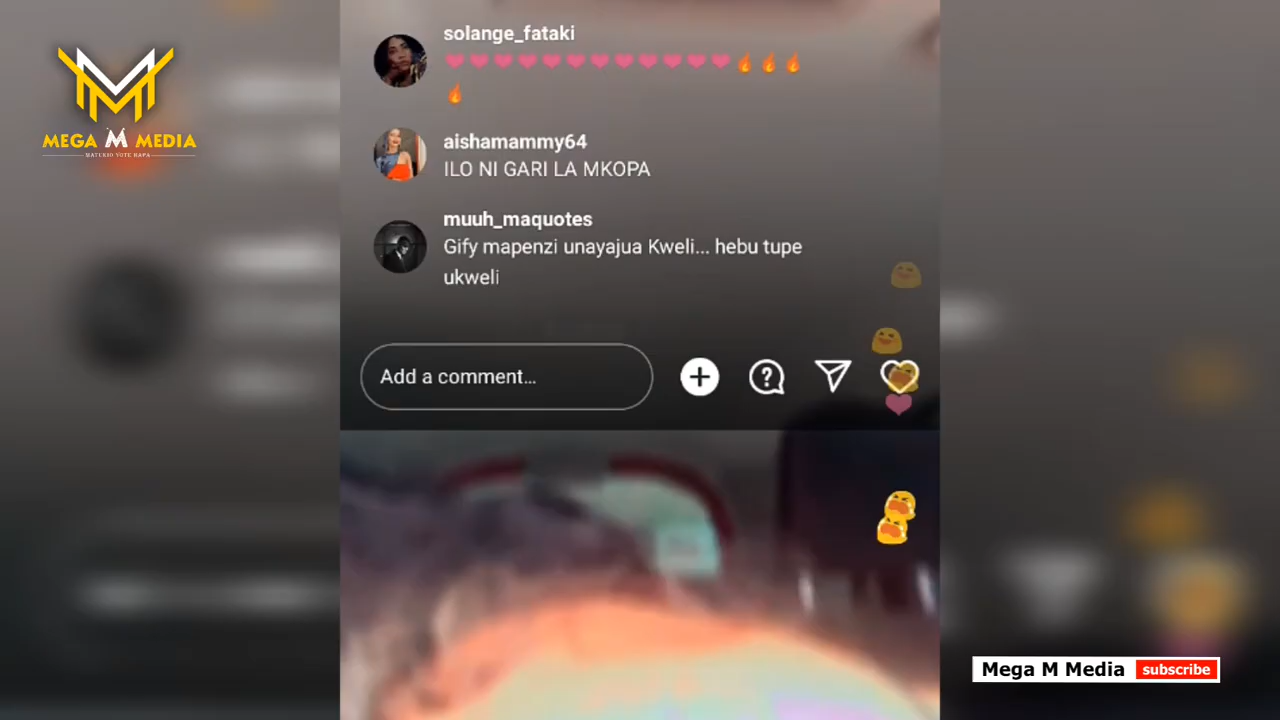 MEGA M MEDIA
solange_fataki
aishamammy64
ILO NI GARI LA MKOPA
muuh_maquotes
Gify mapenzi unayajua Kweli... hebu tupe
ukweli
Add a comment...
Mega M Media subscribe